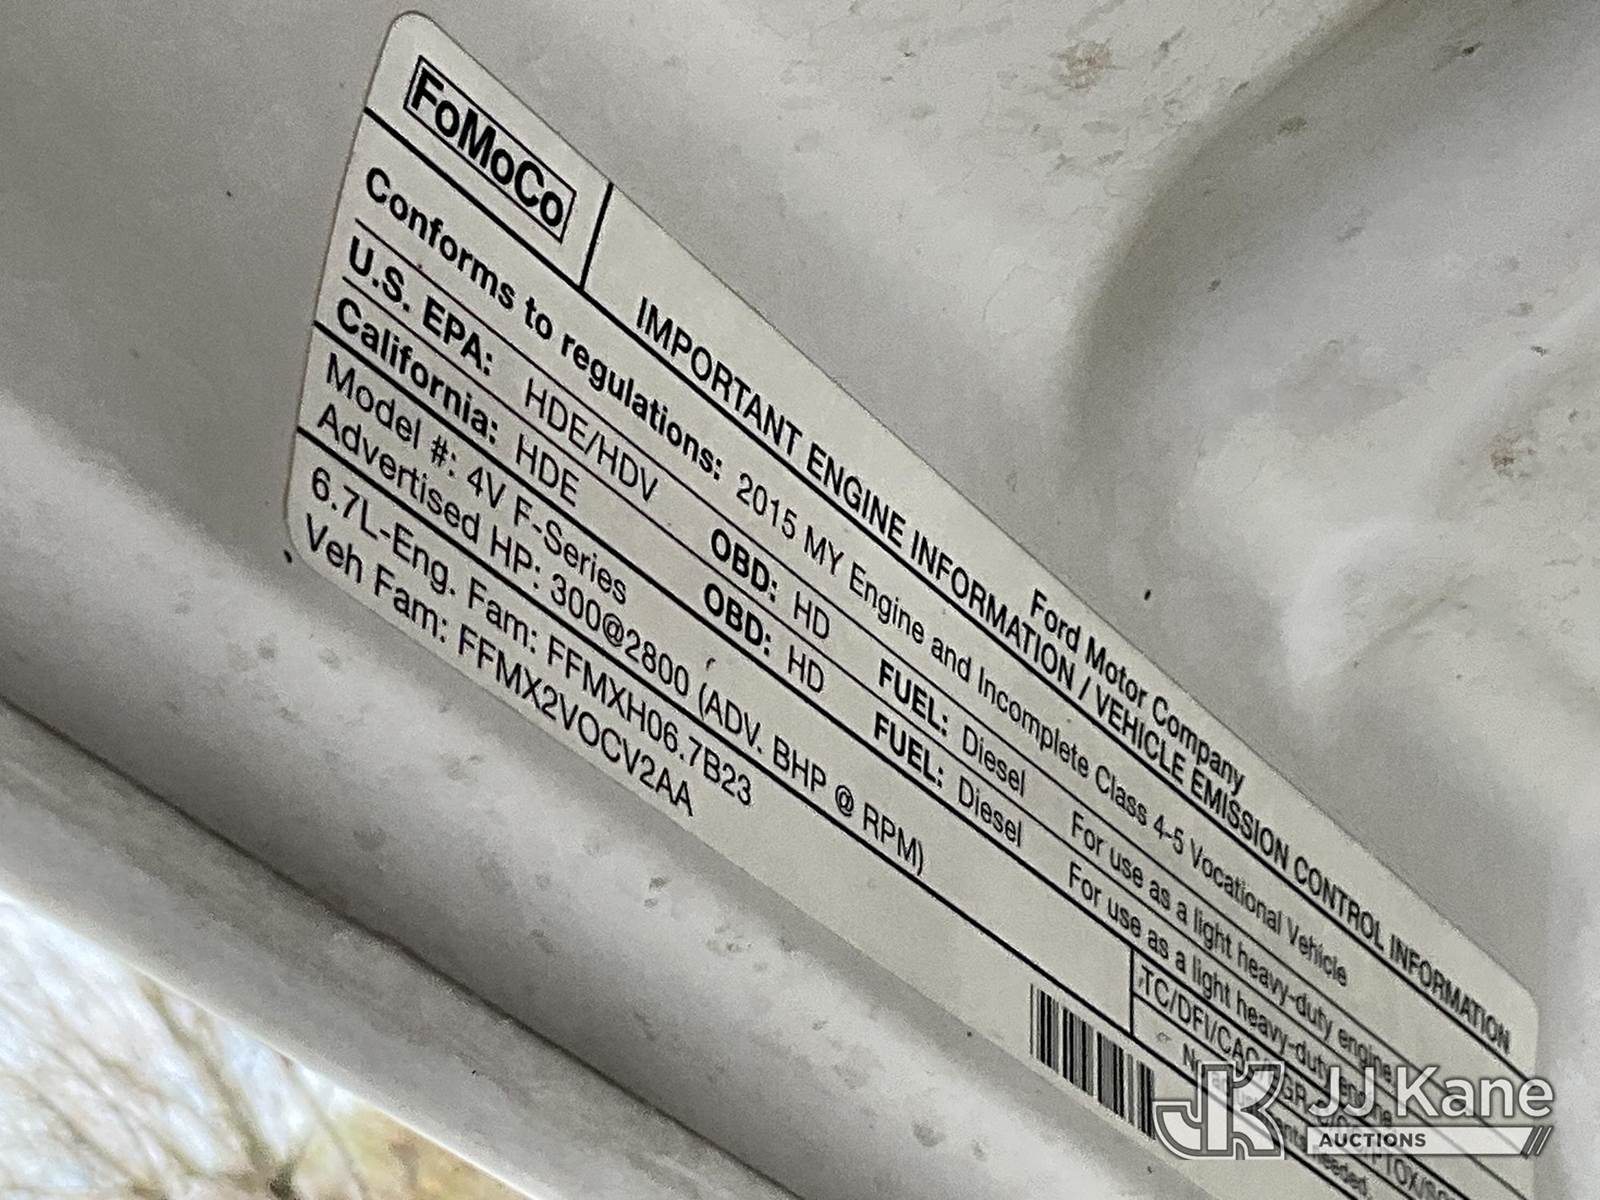 FoMoCo
Ford Motor Company
IMPORTANT ENGINE INFORMATION / VEHICLE EMISSION CONTROL INFORMATION
Conforms to regulations: 2015 MY Engine and Incomplete Class 4-5 Vocational Vehicle
U.S. EPA: HDE/HDV OBD: HD FUEL: Diesel For use as a light heavy-duty engine.
California: HDE OBD: HD FUEL: Diesel For use as a light heavy-duty engine
Model #: 4V F-Series
Advertised HP: 300@2800 (ADV. BHP @ RPM)
TC/DFI/CAC
6.7L-Eng. Fam: FFMXH06.7B23
needed.
Veh Fam: FFMX2VOCV2AA
JK JJ Kane
AUCTIONS